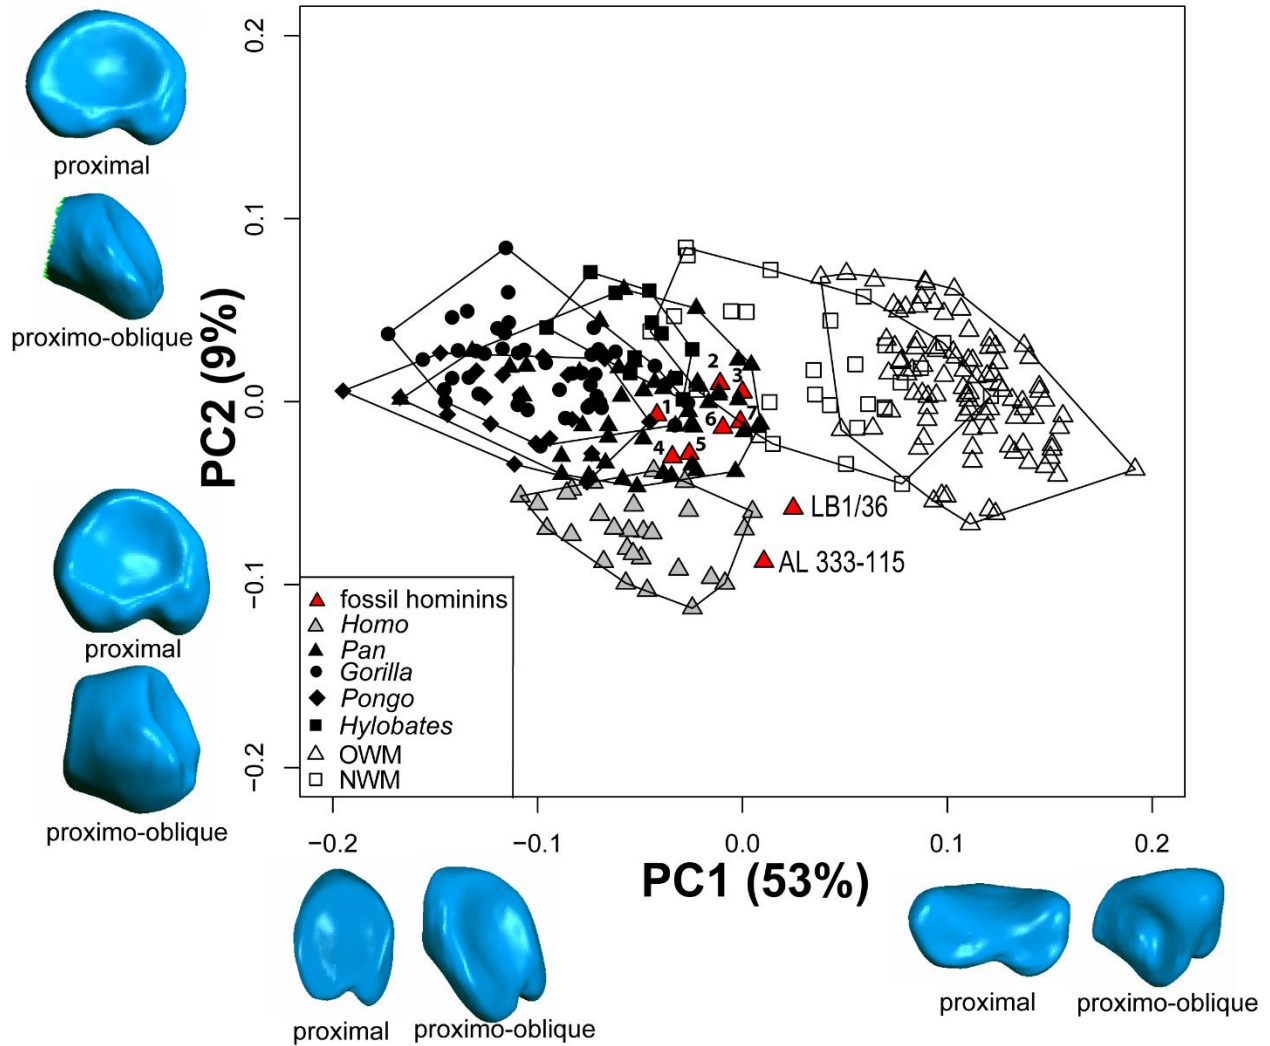 proximal
proximo-oblique
proximal
proximo-oblique
PC2 (9%)
0.2
0.1
0.0
−0.1
−0.2
2
3
1
6
7
4
5
LB1/36
AL 333-115
fossil hominins
Homo
Pan
Gorilla
Pongo
Hylobates
OWM
NWM
−0.2
−0.1
0.0
0.1
0.2
PC1 (53%)
proximal
proximo-oblique
proximal
proximo-oblique